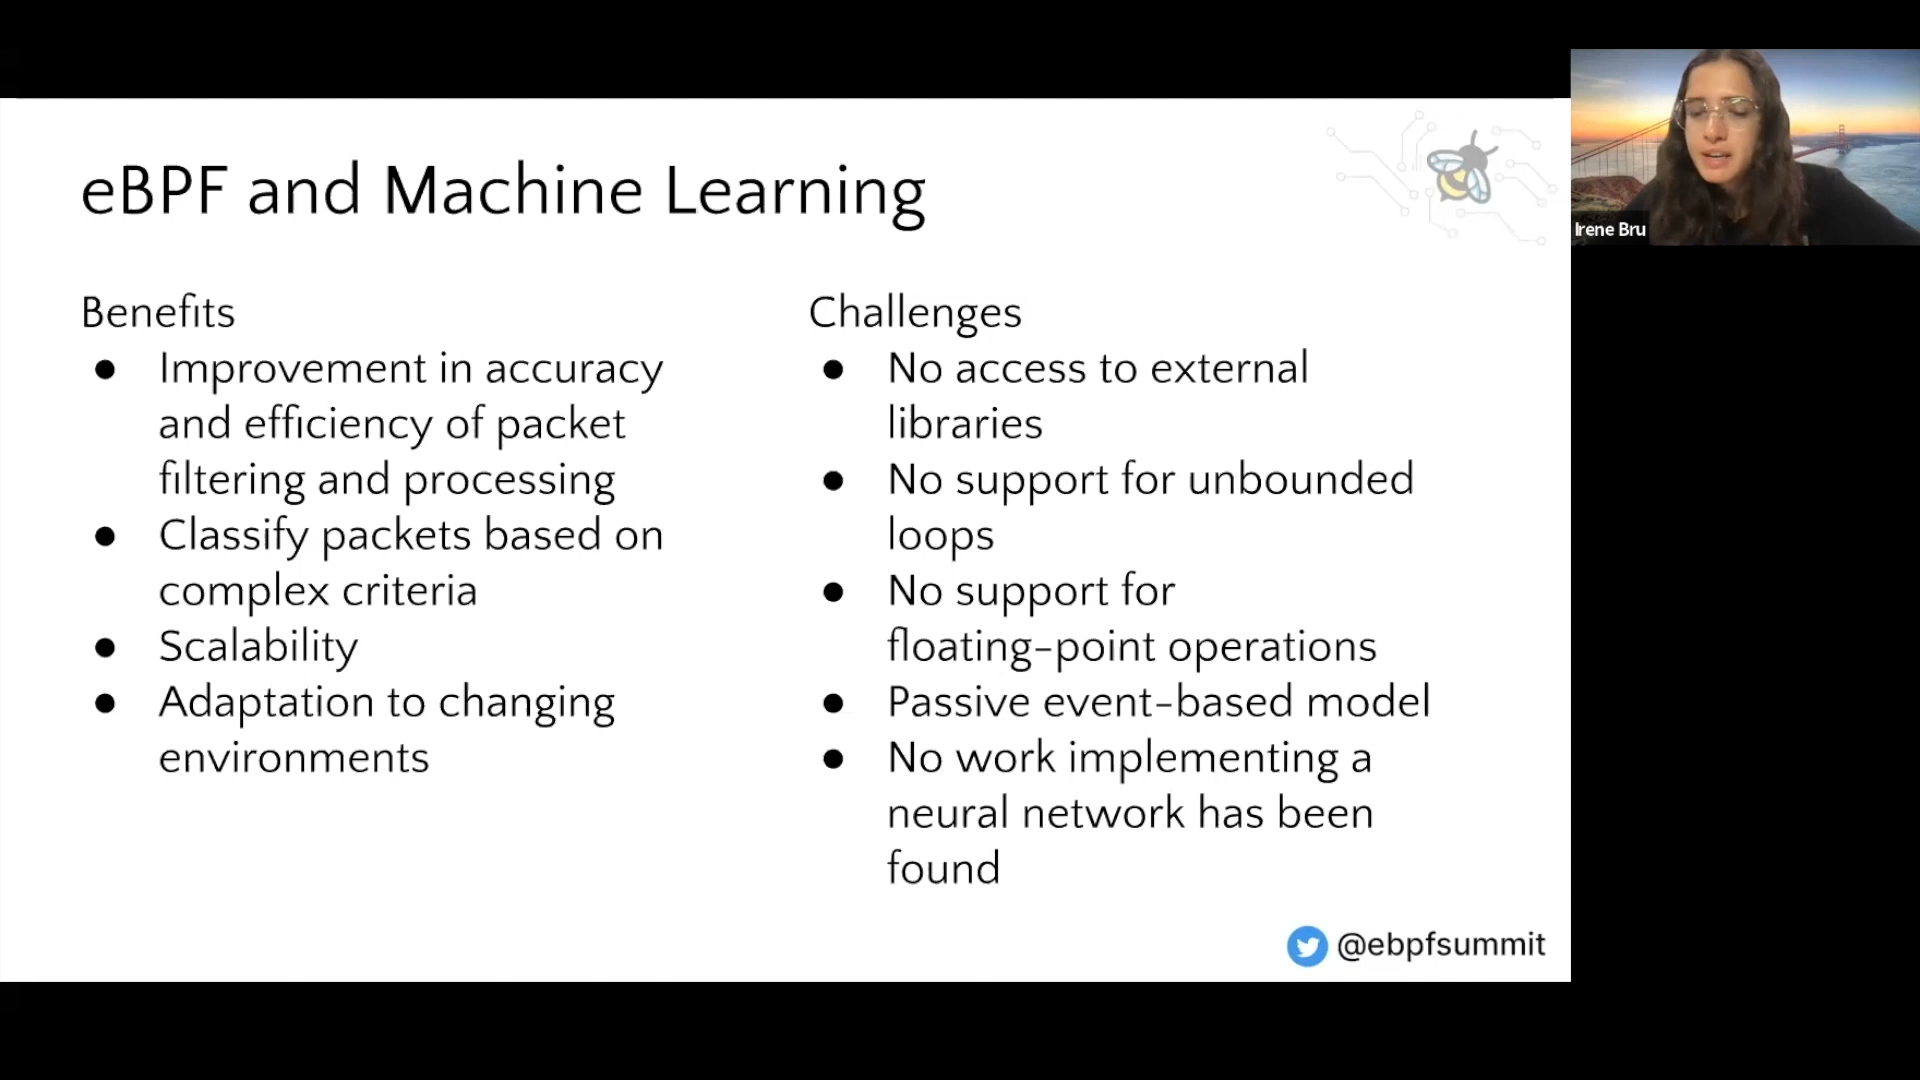 eBPF and Machine Learning
Benefits
● Improvement in accuracy
and efficiency of packet
filtering and processing
● Classify packets based on
complex criteria
● Scalability
● Adaptation to changing
environments
Challenges
● No access to external
libraries
● No support for unbounded
loops
● No support for
floating-point operations
● Passive event-based model
● No work implementing a
neural network has been
found
@ebpfsummit
Irene Bru